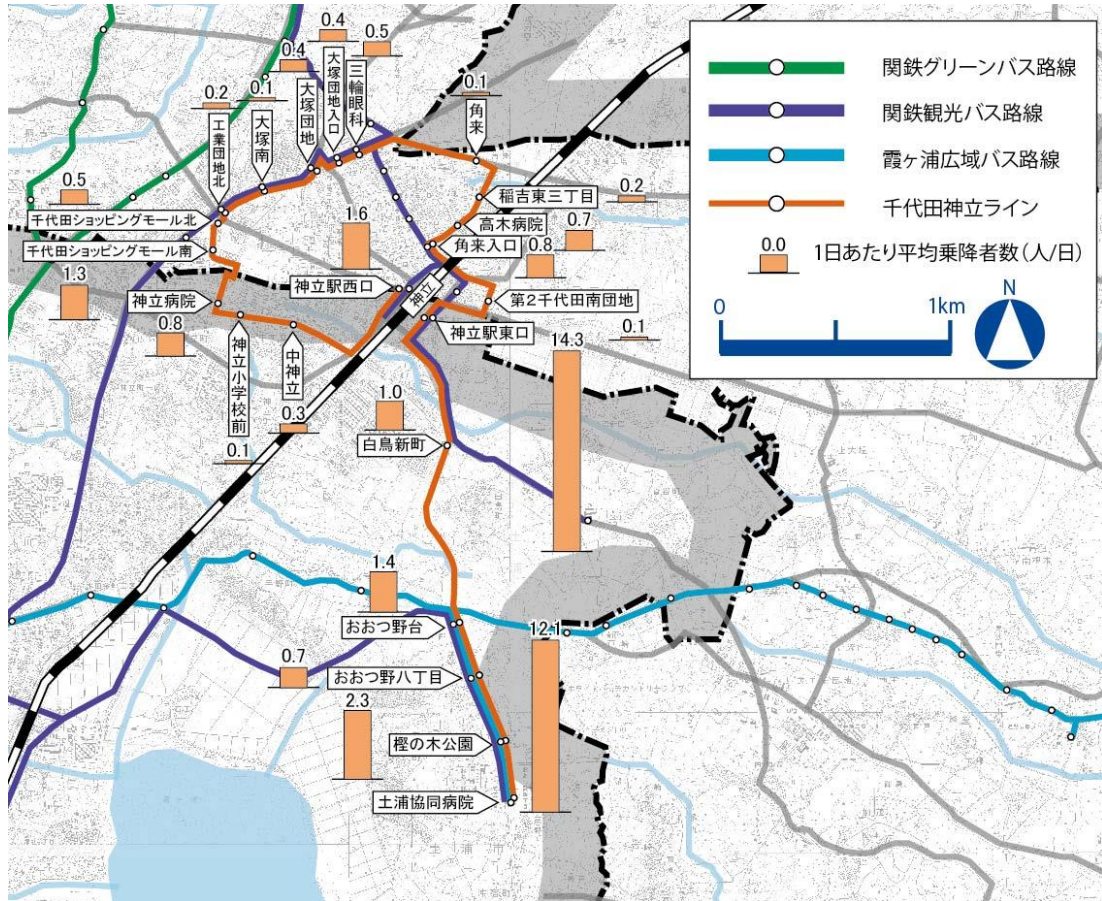 関鉄グリーンバス路線
関鉄観光バス路線
霞ヶ浦広域バス路線
千代田神立ライン
0.0
1日あたり平均乗降者数(人/日)
0
1km
N
0.4
0.5
0.4
0.1
0.2
0.1
大塚団地入口
三輪眼科
大塚団地
角来
工業団地北
大塚南
0.5
稲吉東三丁目
0.2
千代田ショッピングモール北
1.6
高木病院
0.7
千代田ショッピングモール南
角来入口
0.8
1.3
神立病院
神立駅西口
神立
第2千代田南団地
0.8
神立小学校前
中神立
神立駅東口
0.1
14.3
1.0
0.3
白鳥新町
0.1
1.4
おおつ野台
12.1
0.7
おおつ野八丁目
2.3
樫の木公園
土浦協同病院
土浦市